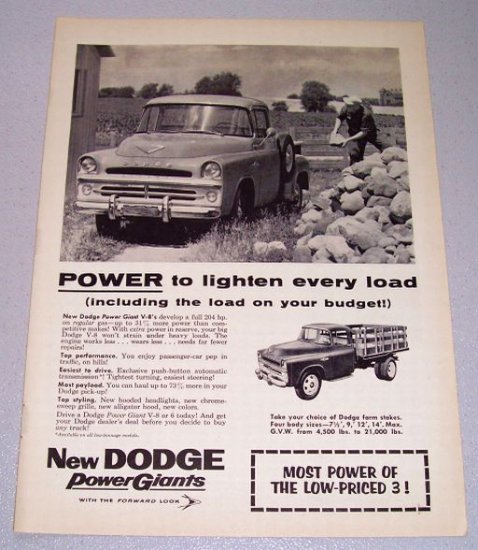 DODGE
POWER to lighten every load
(including the load on your budget!)
New Dodge Power Giant V-8's develop a full 204 hp.
on regular gas—up to 31% more power than com-
petitive makes! With extra power in reserve, your big
Dodge V-8 won't strain under heavy loads. The
engine works less . . . wears less . . . needs far fewer
repairs!
Top performance. You enjoy passenger-car pep in
traffic, on hills!
Easiest to drive. Exclusive push-button automatic
transmission*! Tightest turning, easiest steering!
Most payload. You can haul up to 73% more in your
Dodge pick-up!
Top styling. New hooded headlights, new chrome-
sweep grille, new alligator hood, new colors.
Drive a Dodge Power Giant V-8 or 6 today! And get
your Dodge dealer's deal before you decide to buy
any truck!
*Available on all low-tonnage models.
Take your choice of Dodge farm stakes.
Four body sizes—7½', 9', 12', 14'. Max.
G.V.W. from 4,500 lbs. to 21,000 lbs.
New DODGE
PowerGiants
WITH THE FORWARD LOOK
MOST POWER OF
THE LOW-PRICED 3!